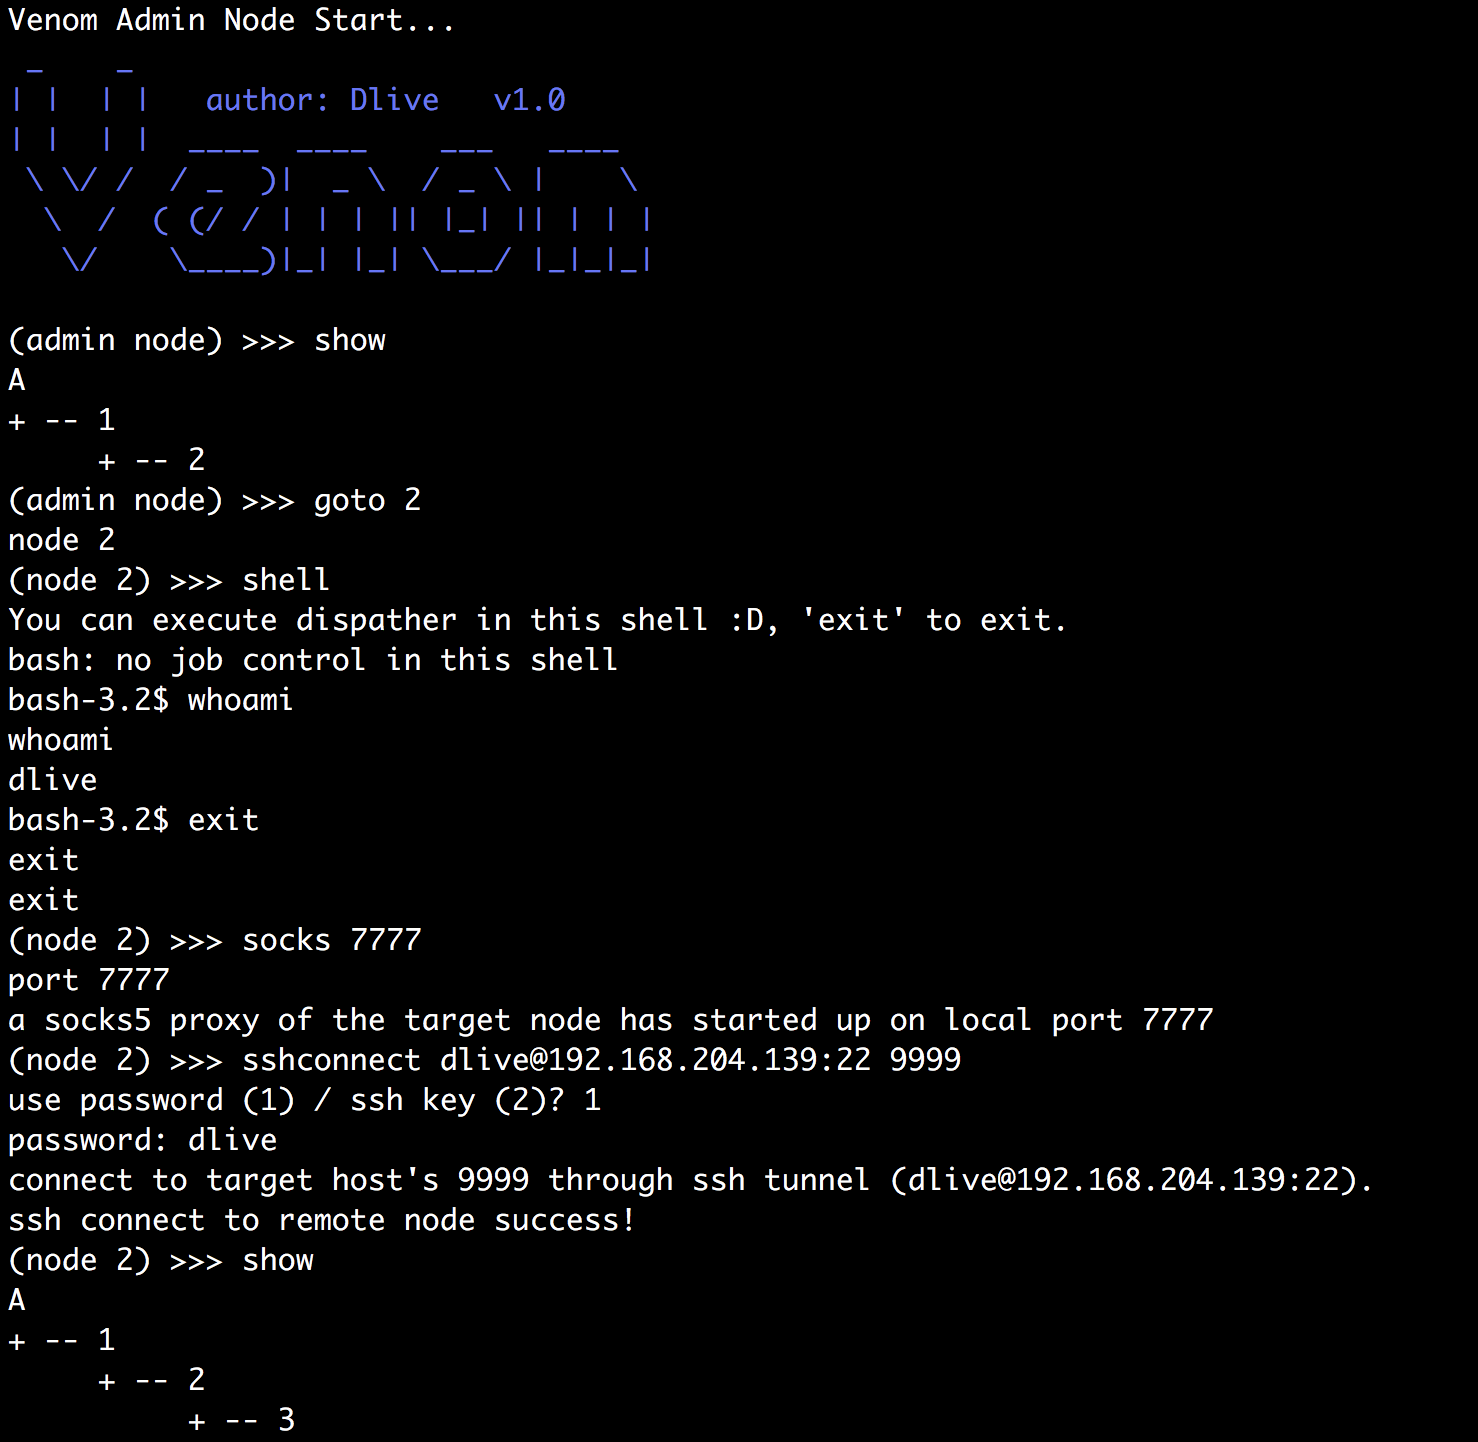 Venom Admin Node Start...
 _    _
| |  | |   author: Dlive   v1.0
| |  | |  ____  ____    ___   ____
 \ \/ /  / _  )|  _ \  / _ \ |    \
  \  /  ( (/ / | | | || |_| || | | |
   \/    \____)|_| |_| \___/ |_|_|_|
(admin node) >>> show
A
+ -- 1
     + -- 2
(admin node) >>> goto 2
node 2
(node 2) >>> shell
You can execute dispather in this shell :D, 'exit' to exit.
bash: no job control in this shell
bash-3.2$ whoami
whoami
dlive
bash-3.2$ exit
exit
exit
(node 2) >>> socks 7777
port 7777
a socks5 proxy of the target node has started up on local port 7777
(node 2) >>> sshconnect dlive@192.168.204.139:22 9999
use password (1) / ssh key (2)? 1
password: dlive
connect to target host's 9999 through ssh tunnel (dlive@192.168.204.139:22).
ssh connect to remote node success!
(node 2) >>> show
A
+ -- 1
     + -- 2
          + -- 3